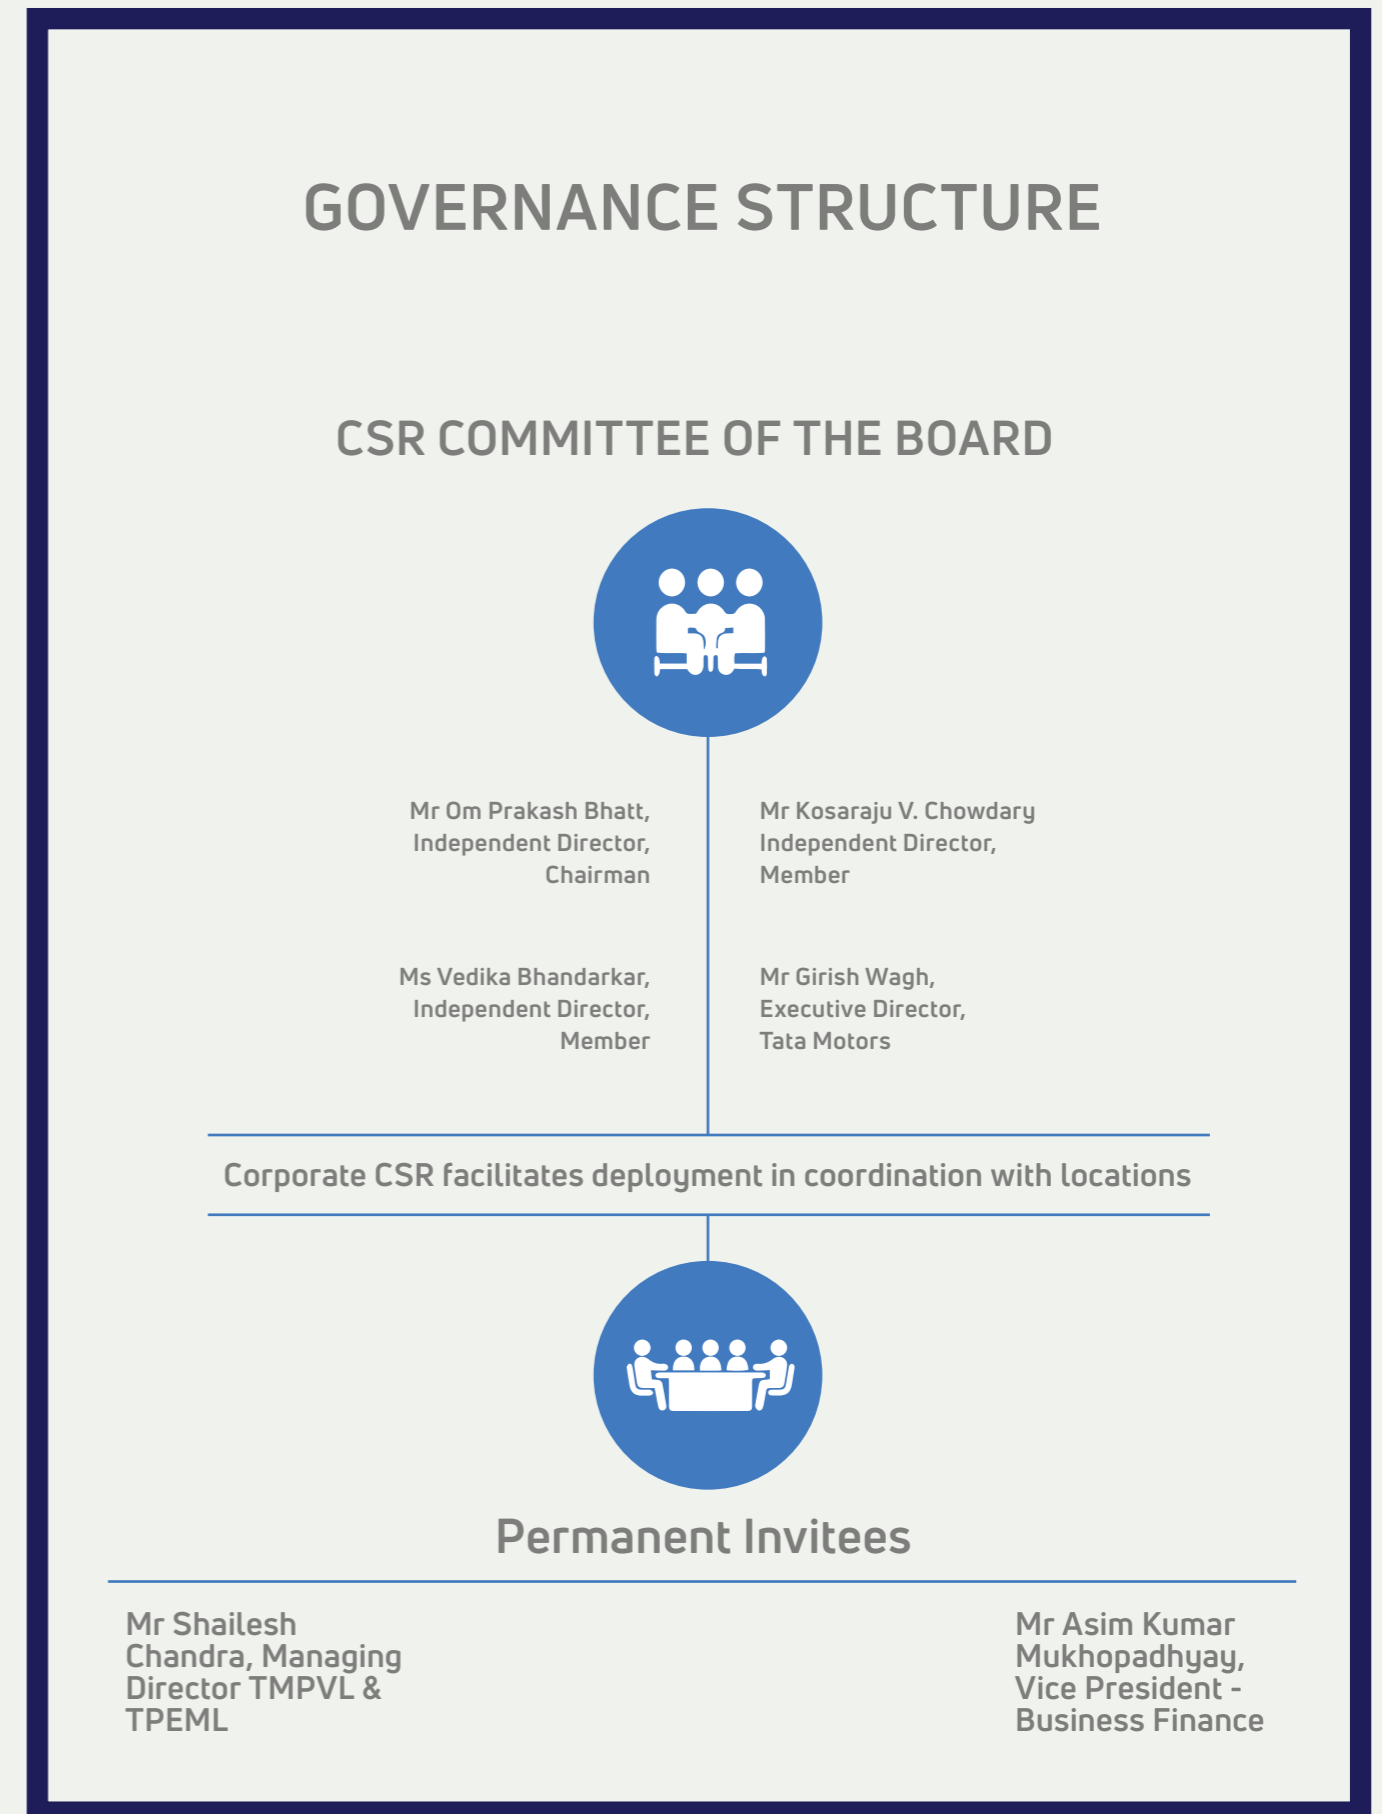 GOVERNANCE STRUCTURE
CSR COMMITTEE OF THE BOARD
Mr Om Prakash Bhatt,
Independent Director,
Chairman
Mr Kosaraju V. Chowdary
Independent Director,
Member
Ms Vedika Bhandarkar,
Independent Director,
Member
Mr Girish Wagh,
Executive Director,
Tata Motors
Corporate CSR facilitates deployment in coordination with locations
Permanent Invitees
Mr Shailesh
Chandra, Managing
Director TMPVL &
TPEML
Mr Asim Kumar
Mukhopadhyay,
Vice President -
Business Finance